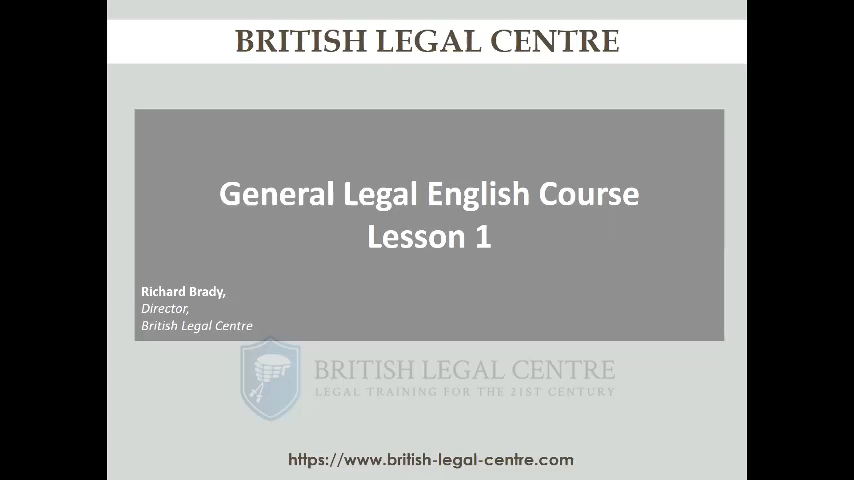 BRITISH LEGAL CENTRE
General Legal English Course
Lesson 1
Richard Brady,
Director,
British Legal Centre
BRITISH LEGAL CENTRE
LEGAL TRAINING FOR THE 21ST CENTURY
https://www.british-legal-centre.com